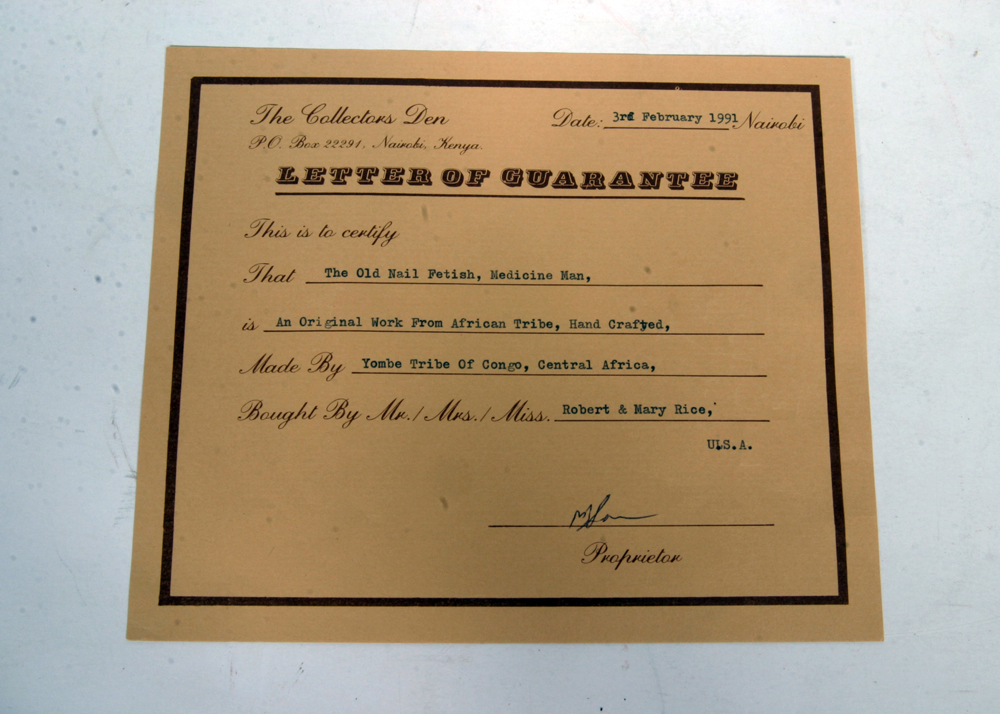 The Collectors Den
Date: 3rd February 1991 Nairobi
P.O. Box 22291, Nairobi, Kenya.
LETTER OF GUARANTEE
This is to certify
That The Old Nail Fetish, Medicine Man,
is An Original Work From African Tribe, Hand Crafted,
Made By Yombe Tribe Of Congo, Central Africa,
Bought By Mr./Mrs./Miss. Robert & Mary Rice,
U.S.A.
Proprietor